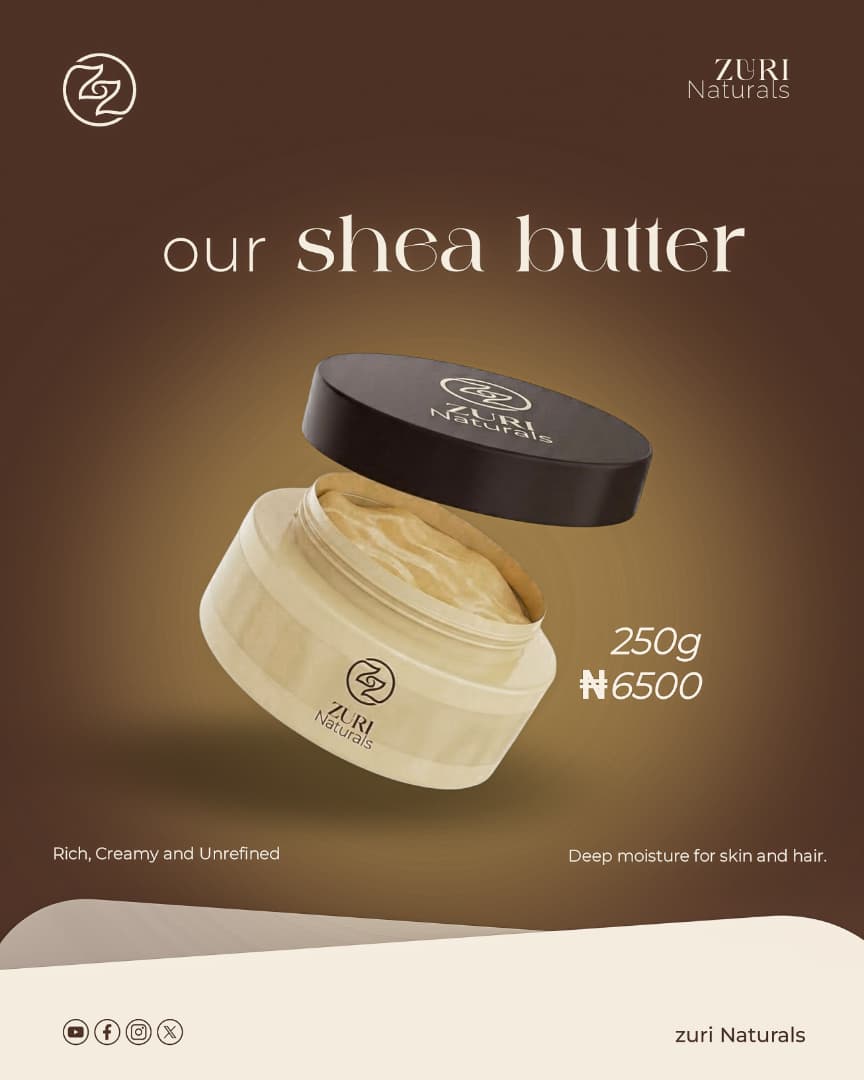 ZURI
Naturals
our shea butter
ZURI
Naturals
250g
₦6500
ZURI
Naturals
Rich, Creamy and Unrefined
Deep moisture for skin and hair.
zuri Naturals